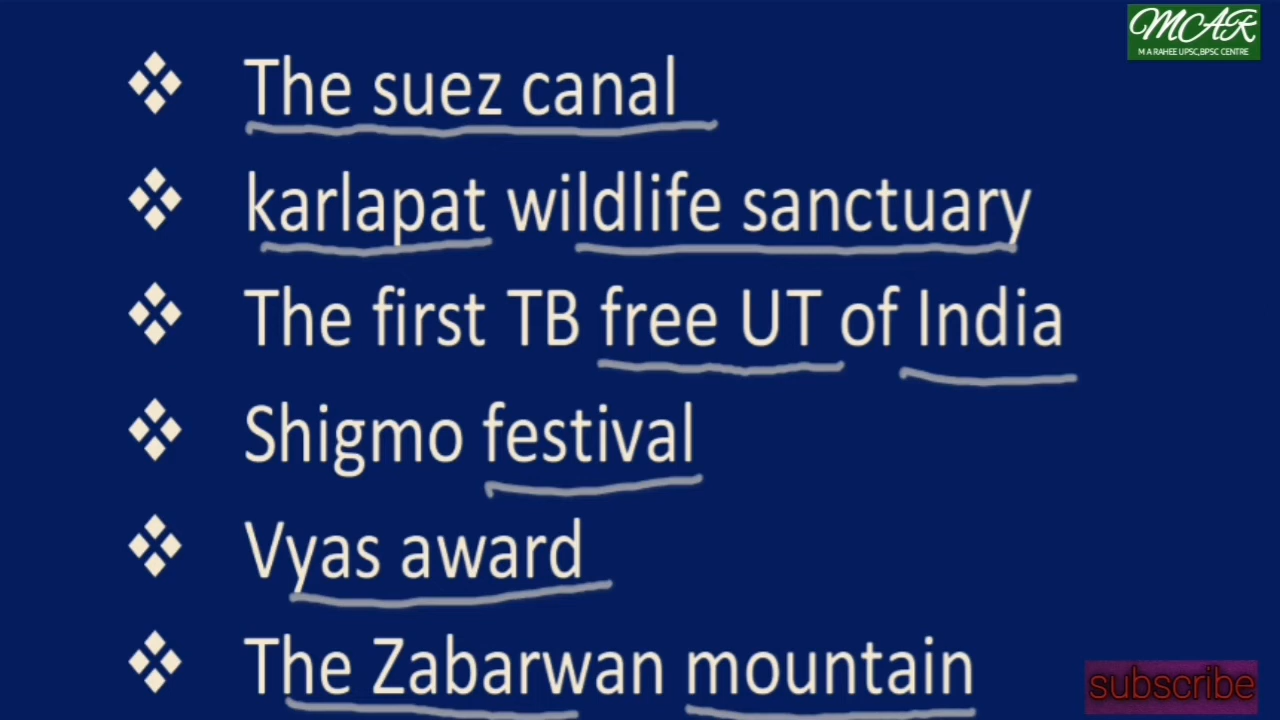 MCAR
M A RAHEE UPSC,BPSC CENTRE
The suez canal
karlapat wildlife sanctuary
The first TB free UT of India
Shigmo festival
Vyas award
The Zabarwan mountain
subscribe